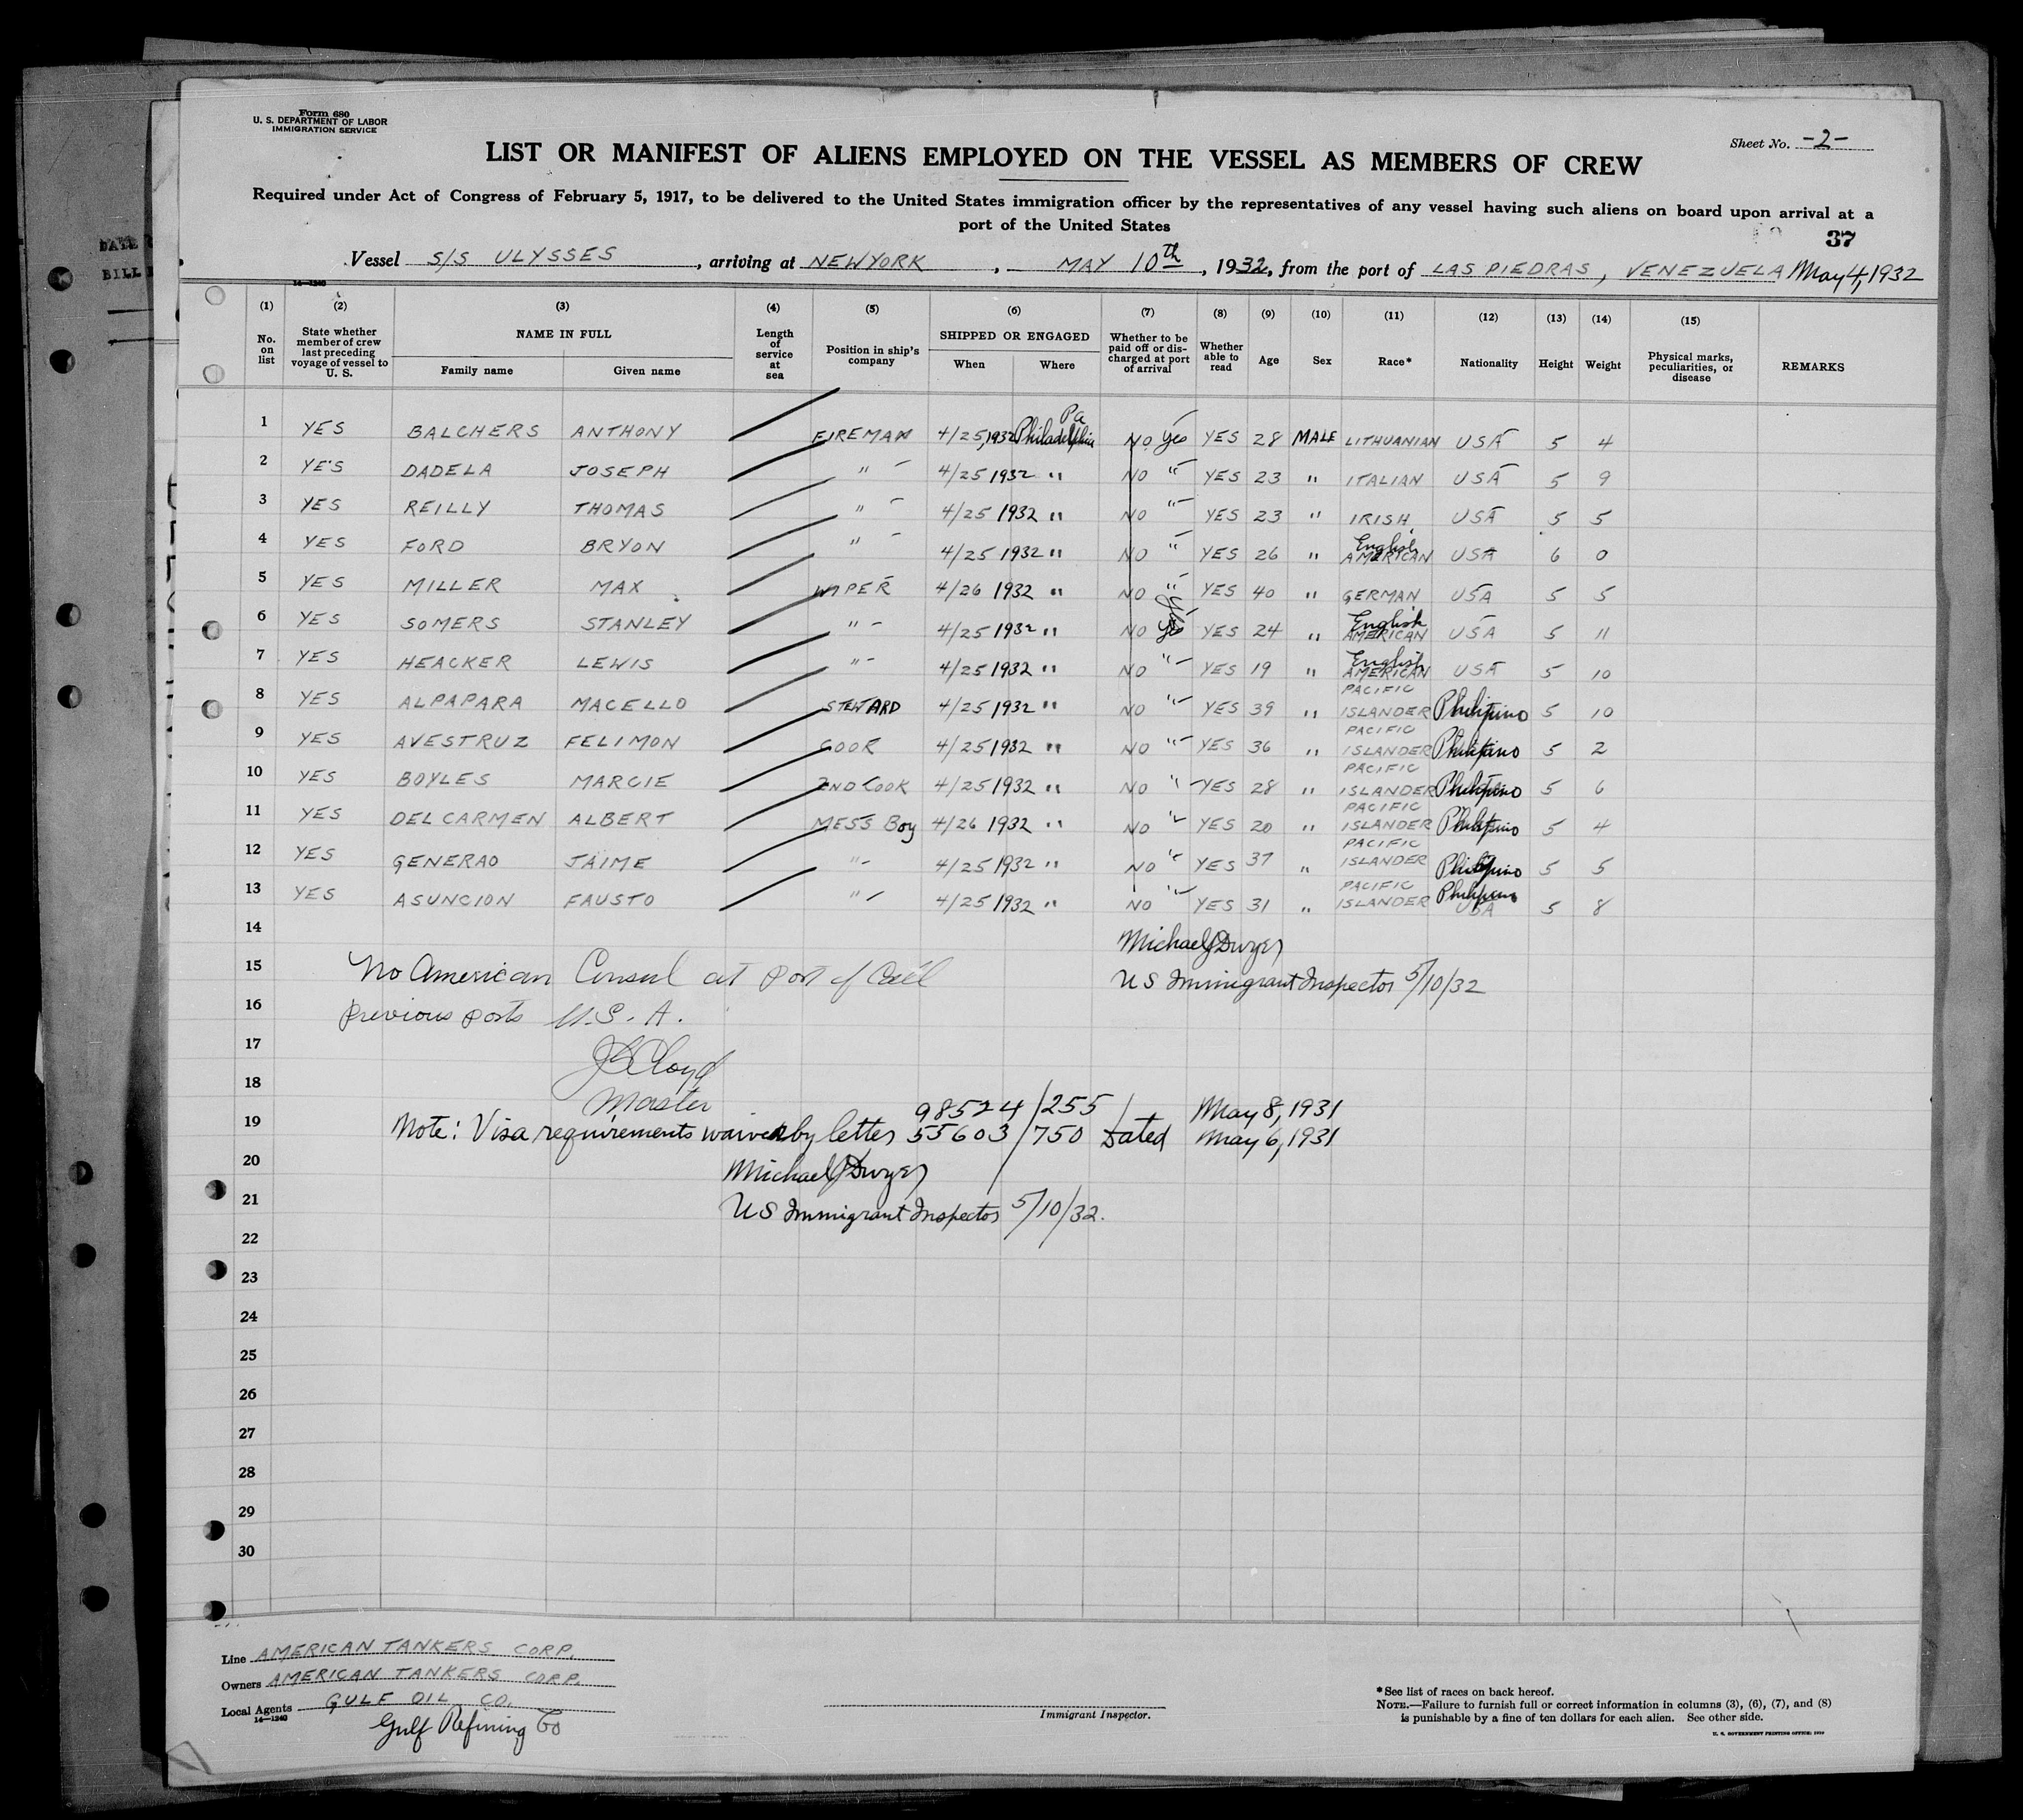 Form 680
U. S. DEPARTMENT OF LABOR
IMMIGRATION SERVICE
Sheet No. -2-
LIST OR MANIFEST OF ALIENS EMPLOYED ON THE VESSEL AS MEMBERS OF CREW
Required under Act of Congress of February 5, 1917, to be delivered to the United States immigration officer by the representatives of any vessel having such aliens on board upon arrival at a
port of the United States
37
Vessel S/S ULYSSES, arriving at NEW YORK, MAY 10th, 1932, from the port of LAS PIEDRAS, VENEZUELA May 4, 1932
14-1240
(1) (2) (3) (4) (5) (6) (7) (8) (9) (10) (11) (12) (13) (14) (15)
No. on list State whether member of crew last preceding voyage of vessel to U. S. NAME IN FULL Family name Given name Length of service at sea Position in ship's company SHIPPED OR ENGAGED When Where Whether to be paid off or discharged at port of arrival Whether able to read Age Sex Race* Nationality Height Weight Physical marks, peculiarities, or disease REMARKS
1 YES BALCHERS ANTHONY FIREMAN 4/25,1932 Philadelphia Pa NO yes YES 28 MALE LITHUANIAN USA 5 4
2 YES DADELA JOSEPH " 4/25 1932 " NO " YES 23 " ITALIAN USA 5 9
3 YES REILLY THOMAS " 4/25 1932 " NO " YES 23 " IRISH USA 5 5
4 YES FORD BRYON " 4/25 1932 " NO " YES 26 " English AMERICAN USA 6 0
5 YES MILLER MAX WIPER 4/26 1932 " NO " YES 40 " GERMAN USA 5 5
6 YES SOMERS STANLEY " 4/25 1932 " NO yes YES 24 " English AMERICAN USA 5 11
7 YES HEACKER LEWIS " 4/25 1932 " NO " YES 19 " English AMERICAN USA 5 10
8 YES ALPAPARA MACELLO STEWARD 4/25 1932 " NO " YES 39 " PACIFIC ISLANDER Philipino 5 10
9 YES AVESTRUZ FELIMON COOK 4/25 1932 " NO " YES 36 " PACIFIC ISLANDER Philipino 5 2
10 YES BOYLES MARCIE 2ND COOK 4/25 1932 " NO " YES 28 " PACIFIC ISLANDER Philipino 5 6
11 YES DEL CARMEN ALBERT MESS Boy 4/26 1932 " NO " YES 20 " PACIFIC ISLANDER Philipino 5 4
12 YES GENERAO JAIME " 4/25 1932 " NO " YES 37 " PACIFIC ISLANDER Philipino 5 5
13 YES ASUNCION FAUSTO " 4/25 1932 " NO " YES 31 " PACIFIC ISLANDER Philipino USA 5 8
14 Michael J Dwyer
15 No American Consul at port of Call US Immigrant Inspector 5/10/32
16 previous ports U.S.A.
17 Cloyd
18 Master
98524/255 May 8, 1931
19 Note: Visa requirements waived by letter 55603/750 Dated May 6, 1931
20 Michael J Dwyer
21 US Immigrant Inspector 5/10/32.
22
23
24
25
26
27
28
29
30
Line AMERICAN TANKERS CORP.
Owners AMERICAN TANKERS CORP.
Local Agents GULF OIL CO.
14-1240
Gulf Refining Co
Immigrant Inspector.
*See list of races on back hereof.
NOTE.—Failure to furnish full or correct information in columns (3), (6), (7), and (8)
is punishable by a fine of ten dollars for each alien. See other side.